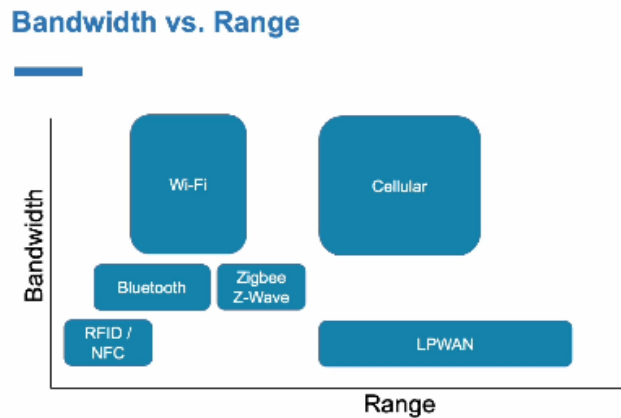 Bandwidth vs. Range
Bandwidth
Wi-Fi
Cellular
Bluetooth
Zigbee
Z-Wave
RFID /
NFC
LPWAN
Range